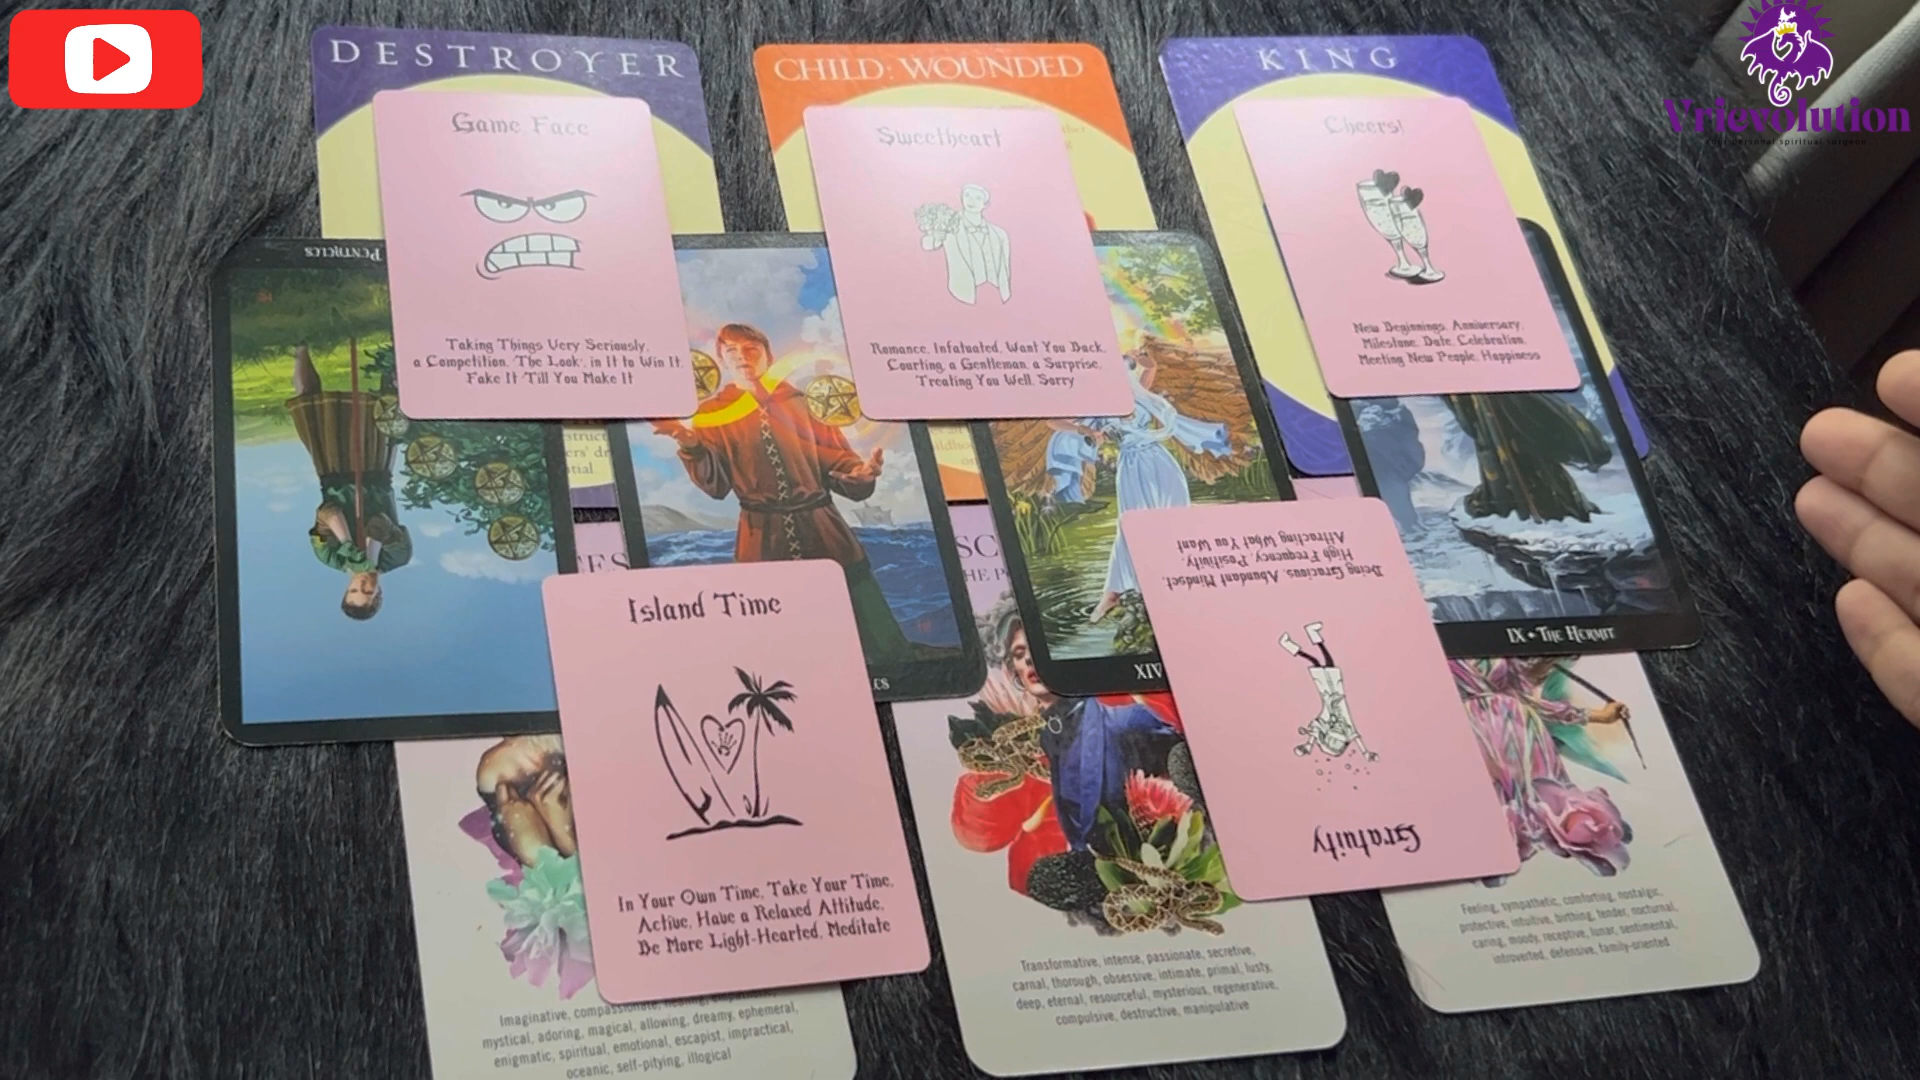 DESTROYER
CHILD: WOUNDED
KING
Vrievolution
Your personal spiritual surgeon
Game Face
Taking Things Very Seriously,
a Competition, 'The Look', in It to Win It,
Fake It Till You Make It
Sweetheart
Romance, Infatuated, Want You Back,
Courting, a Gentleman, a Surprise,
Treating You Well, Sorry
Cheers!
New Beginnings, Anniversary,
Milestone, Date, Celebration,
Meeting New People, Happiness
PENTACLES
XIV
IX • THE HERMIT
Island Time
In Your Own Time, Take Your Time,
Active, Have a Relaxed Attitude,
Be More Light-Hearted, Meditate
Gratuity
Being Gracious, Abundant Mindset,
High Frequency, Positivity,
Attracting What You Want
Imaginative, compassionate, healing,
mystical, adoring, magical, allowing, dreamy, ephemeral,
enigmatic, spiritual, emotional, escapist, impractical,
oceanic, self-pitying, illogical
Transformative, intense, passionate, secretive,
carnal, thorough, obsessive, intimate, primal, lusty,
deep, eternal, resourceful, mysterious, regenerative,
compulsive, destructive, manipulative
Feeling, sympathetic, comforting, nostalgic,
protective, intuitive, birthing, tender, nocturnal,
caring, moody, receptive, lunar, sentimental,
introverted, defensive, family-oriented